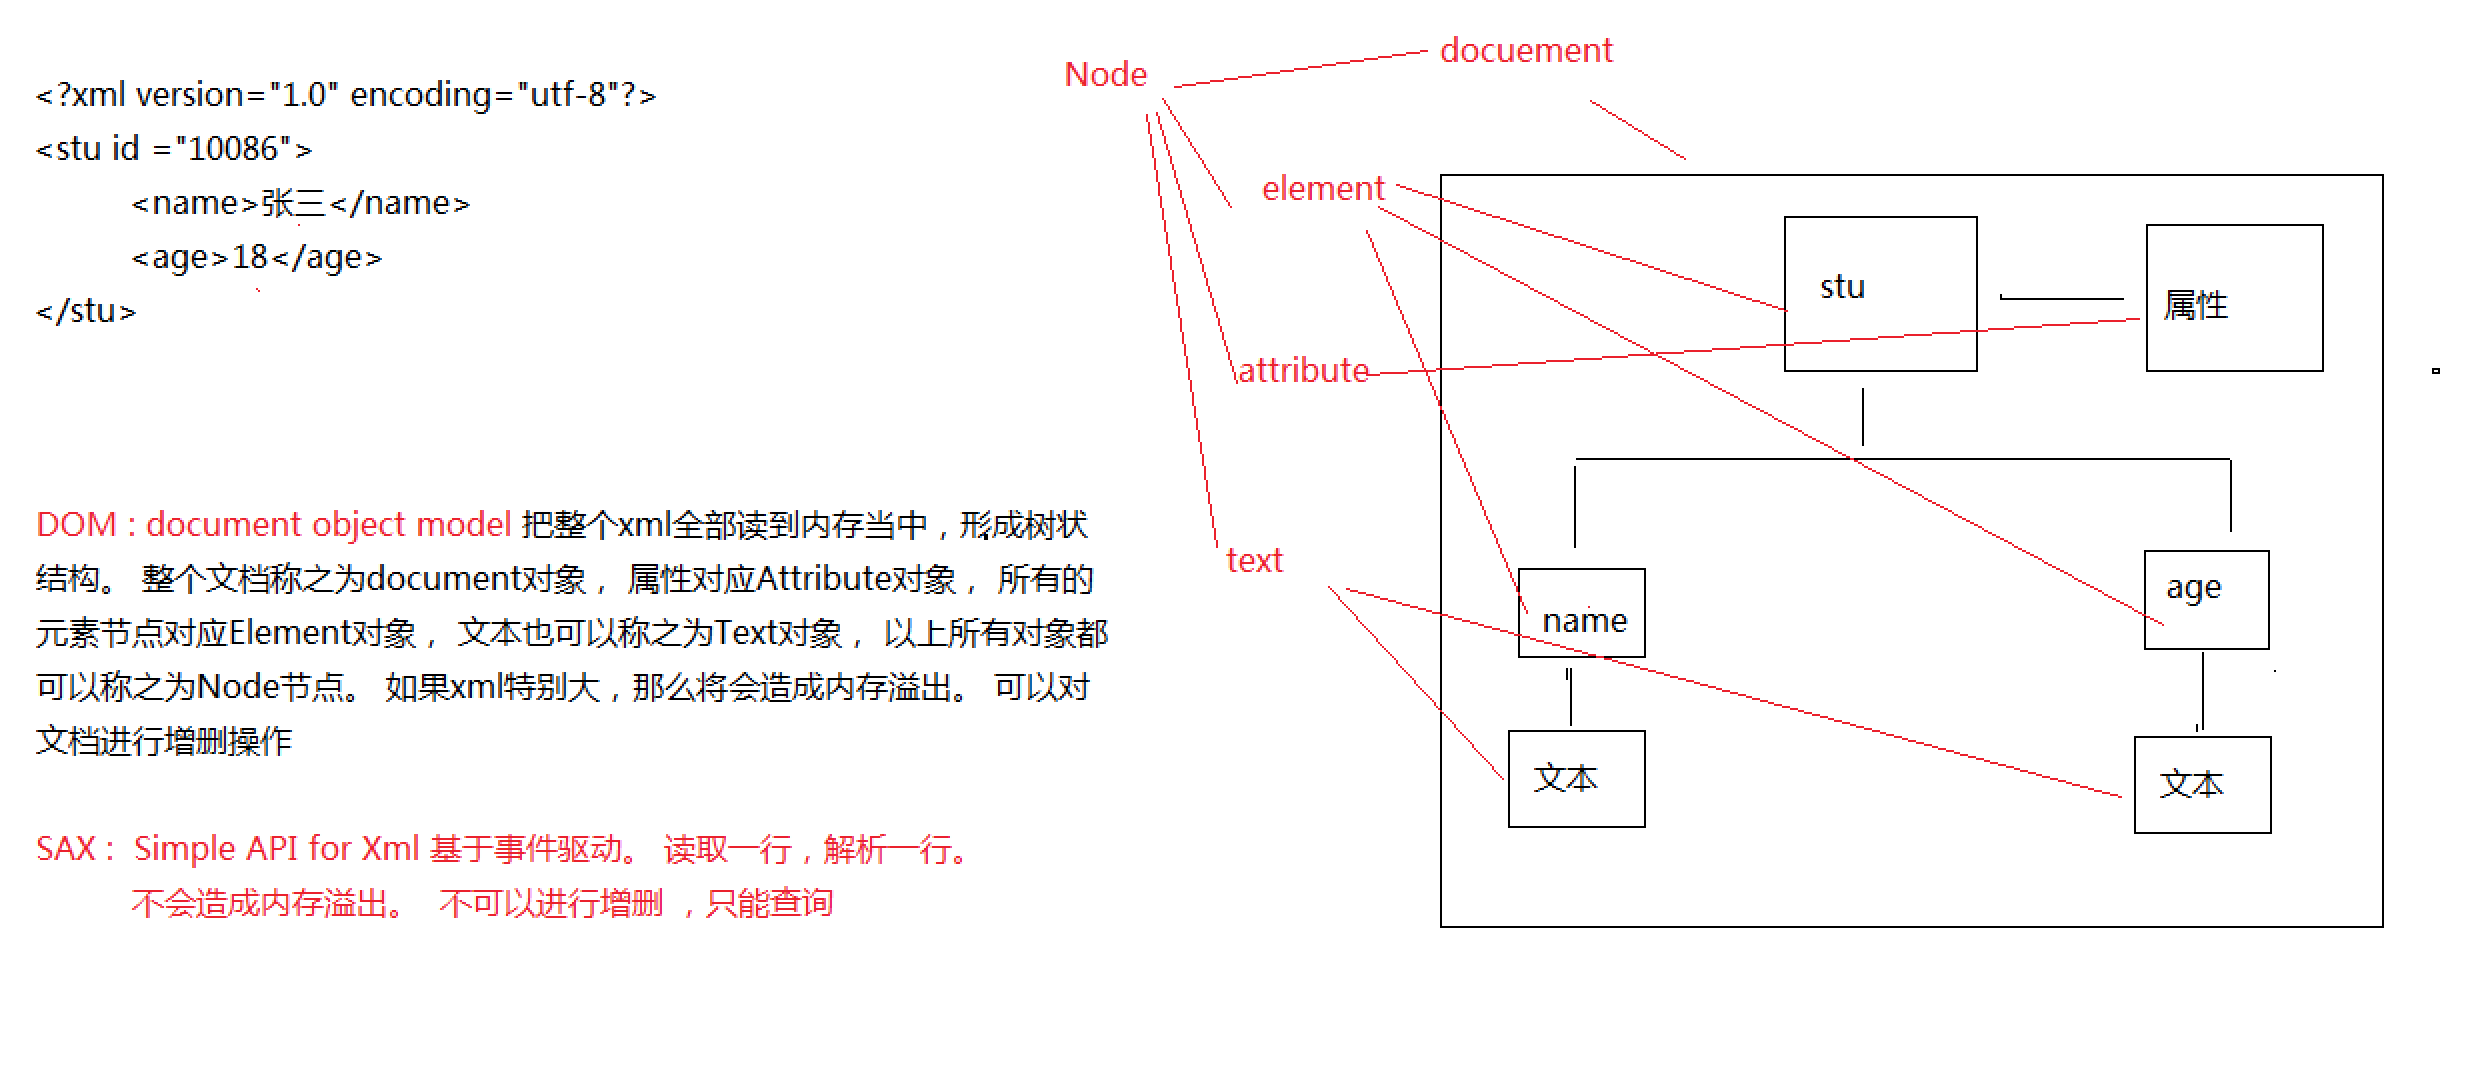 <?xml version="1.0" encoding="utf-8"?>
<stu id ="10086">
<name>张三</name>
<age>18</age>
</stu>
DOM : document object model 把整个xml全部读到内存当中，形成树状
结构。 整个文档称之为document对象， 属性对应Attribute对象， 所有的
元素节点对应Element对象， 文本也可以称之为Text对象， 以上所有对象都
可以称之为Node节点。 如果xml特别大，那么将会造成内存溢出。 可以对
文档进行增删操作
SAX： Simple API for Xml 基于事件驱动。 读取一行，解析一行。
不会造成内存溢出。 不可以进行增删 ，只能查询
Node
docuement
element
attribute
text
stu
属性
name
age
文本
文本